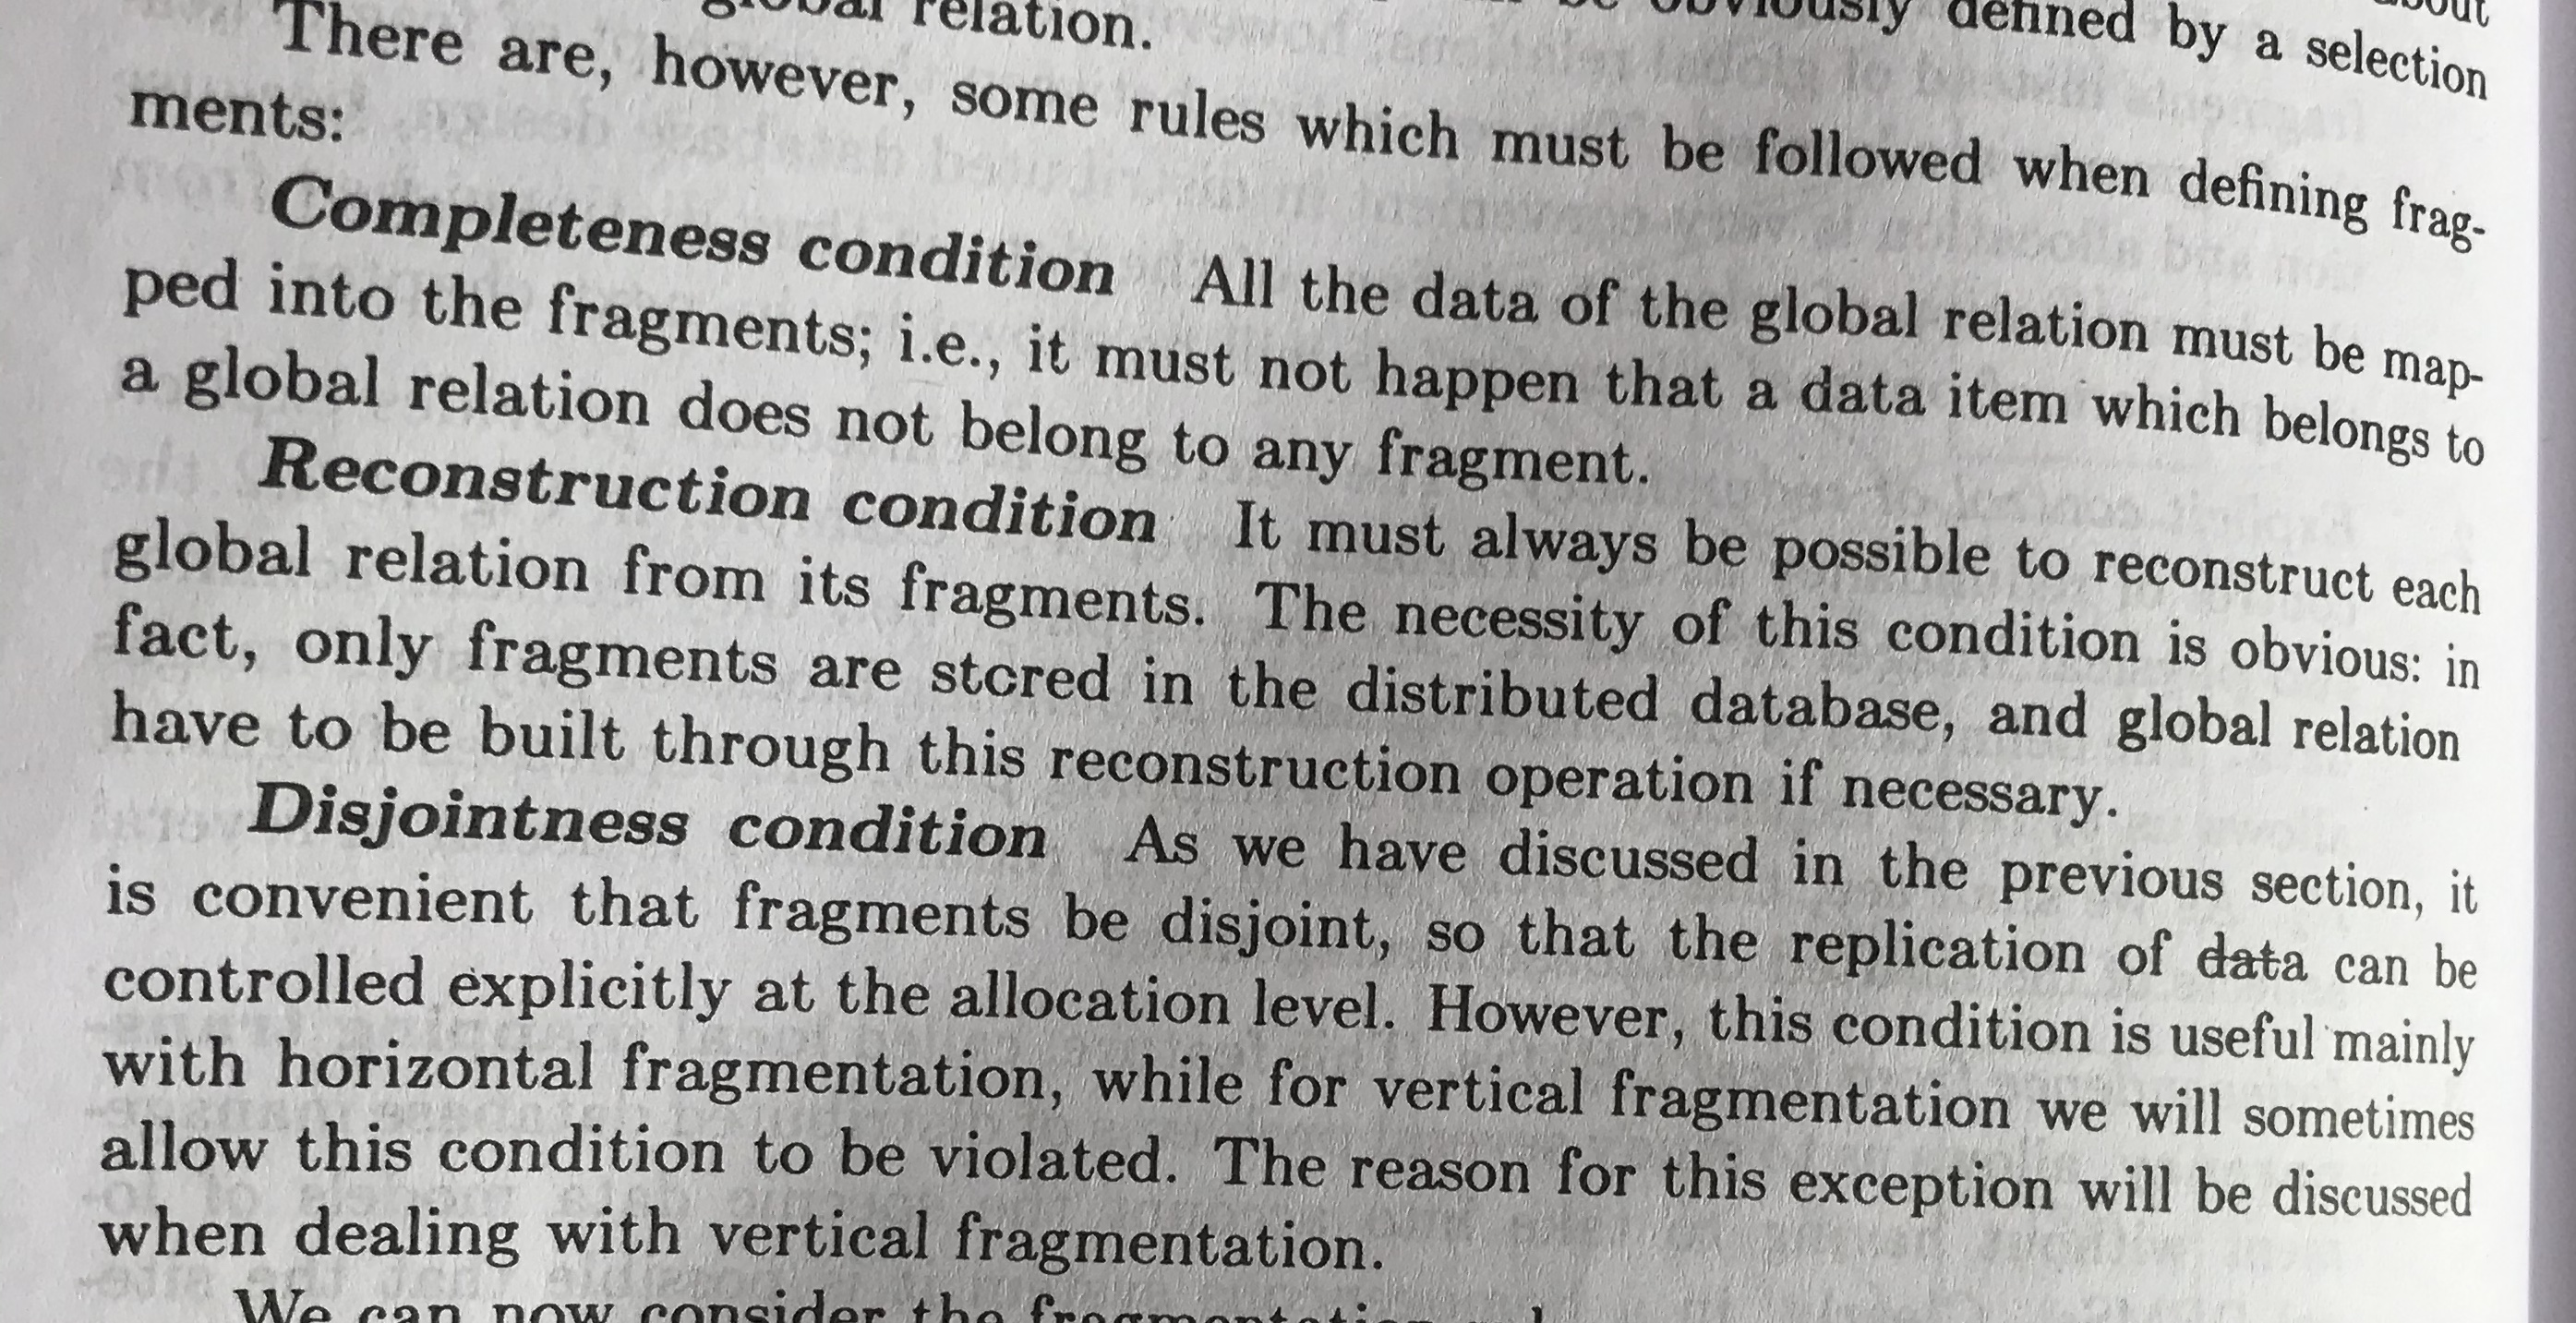 global relation.
be obviously defined by a selection
about
There are, however, some rules which must be followed when defining frag-
ments:
Completeness condition All the data of the global relation must be map-
ped into the fragments; i.e., it must not happen that a data item which belongs to
a global relation does not belong to any fragment.
Reconstruction condition It must always be possible to reconstruct each
global relation from its fragments. The necessity of this condition is obvious: in
fact, only fragments are stored in the distributed database, and global relation
have to be built through this reconstruction operation if necessary.
Disjointness condition As we have discussed in the previous section, it
is convenient that fragments be disjoint, so that the replication of data can be
controlled explicitly at the allocation level. However, this condition is useful mainly
with horizontal fragmentation, while for vertical fragmentation we will sometimes
allow this condition to be violated. The reason for this exception will be discussed
when dealing with vertical fragmentation.
We can now consider the fragmentation